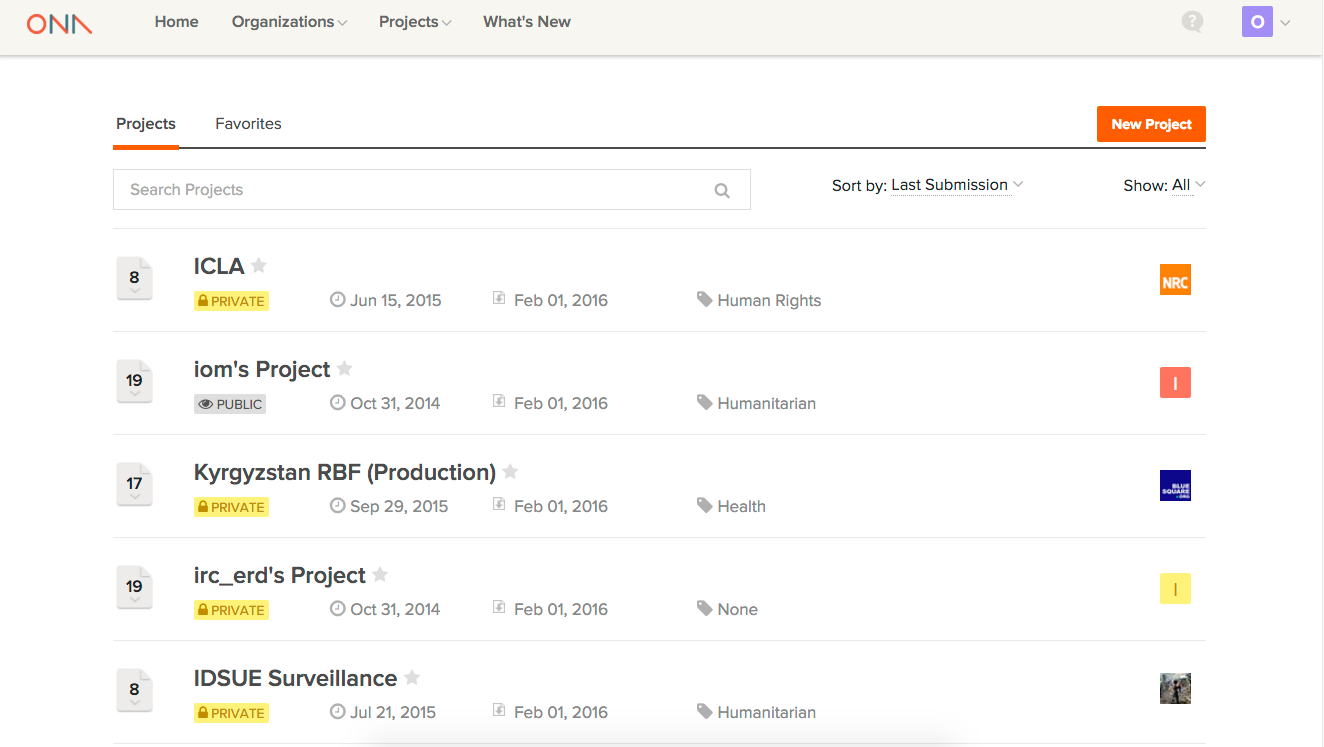 ONA Home Organizations Projects What's New ? O
Projects Favorites New Project
Search Projects Sort by: Last Submission Show: All
8 ICLA
PRIVATE Jun 15, 2015 Feb 01, 2016 Human Rights NRC
19 iom's Project
PUBLIC Oct 31, 2014 Feb 01, 2016 Humanitarian I
17 Kyrgyzstan RBF (Production)
PRIVATE Sep 29, 2015 Feb 01, 2016 Health BLUE SQUARE .ORG
19 irc_erd's Project
PRIVATE Oct 31, 2014 Feb 01, 2016 None I
8 IDSUE Surveillance
PRIVATE Jul 21, 2015 Feb 01, 2016 Humanitarian